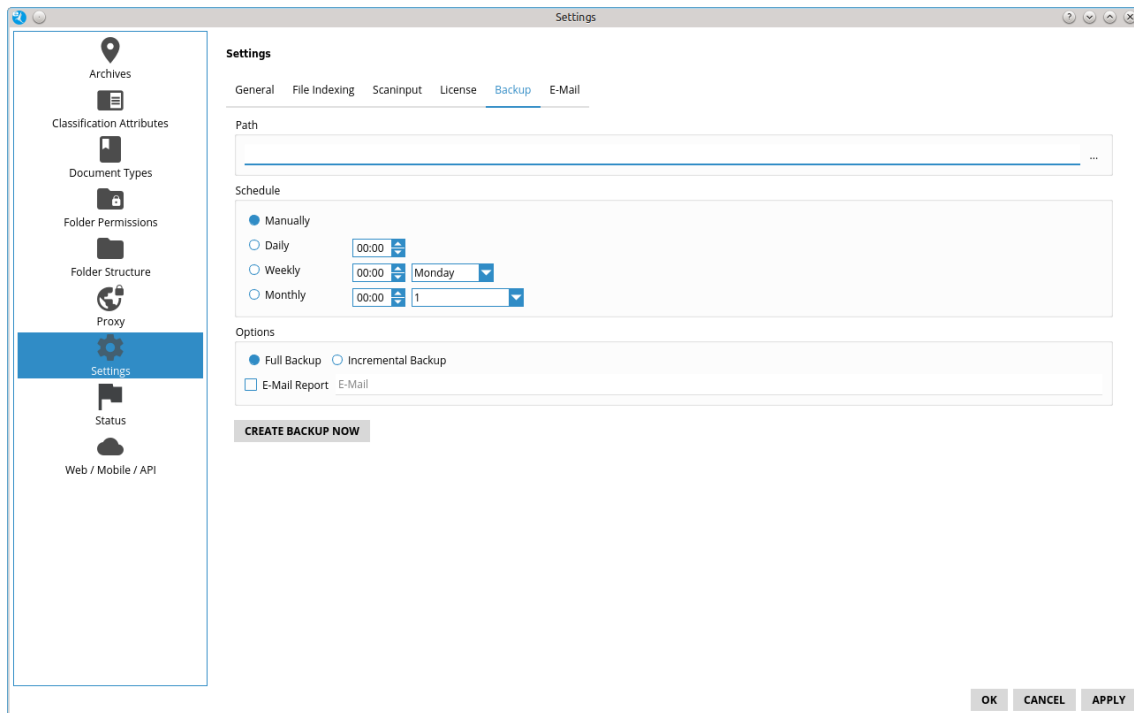 Settings
Archives
Classification Attributes
Document Types
Folder Permissions
Folder Structure
Proxy
Settings
Status
Web / Mobile / API
Settings
General File Indexing Scaninput License Backup E-Mail
Path
...
Schedule
Manually
Daily 00:00
Weekly 00:00 Monday
Monthly 00:00 1
Options
Full Backup Incremental Backup
E-Mail Report E-Mail
CREATE BACKUP NOW
OK CANCEL APPLY